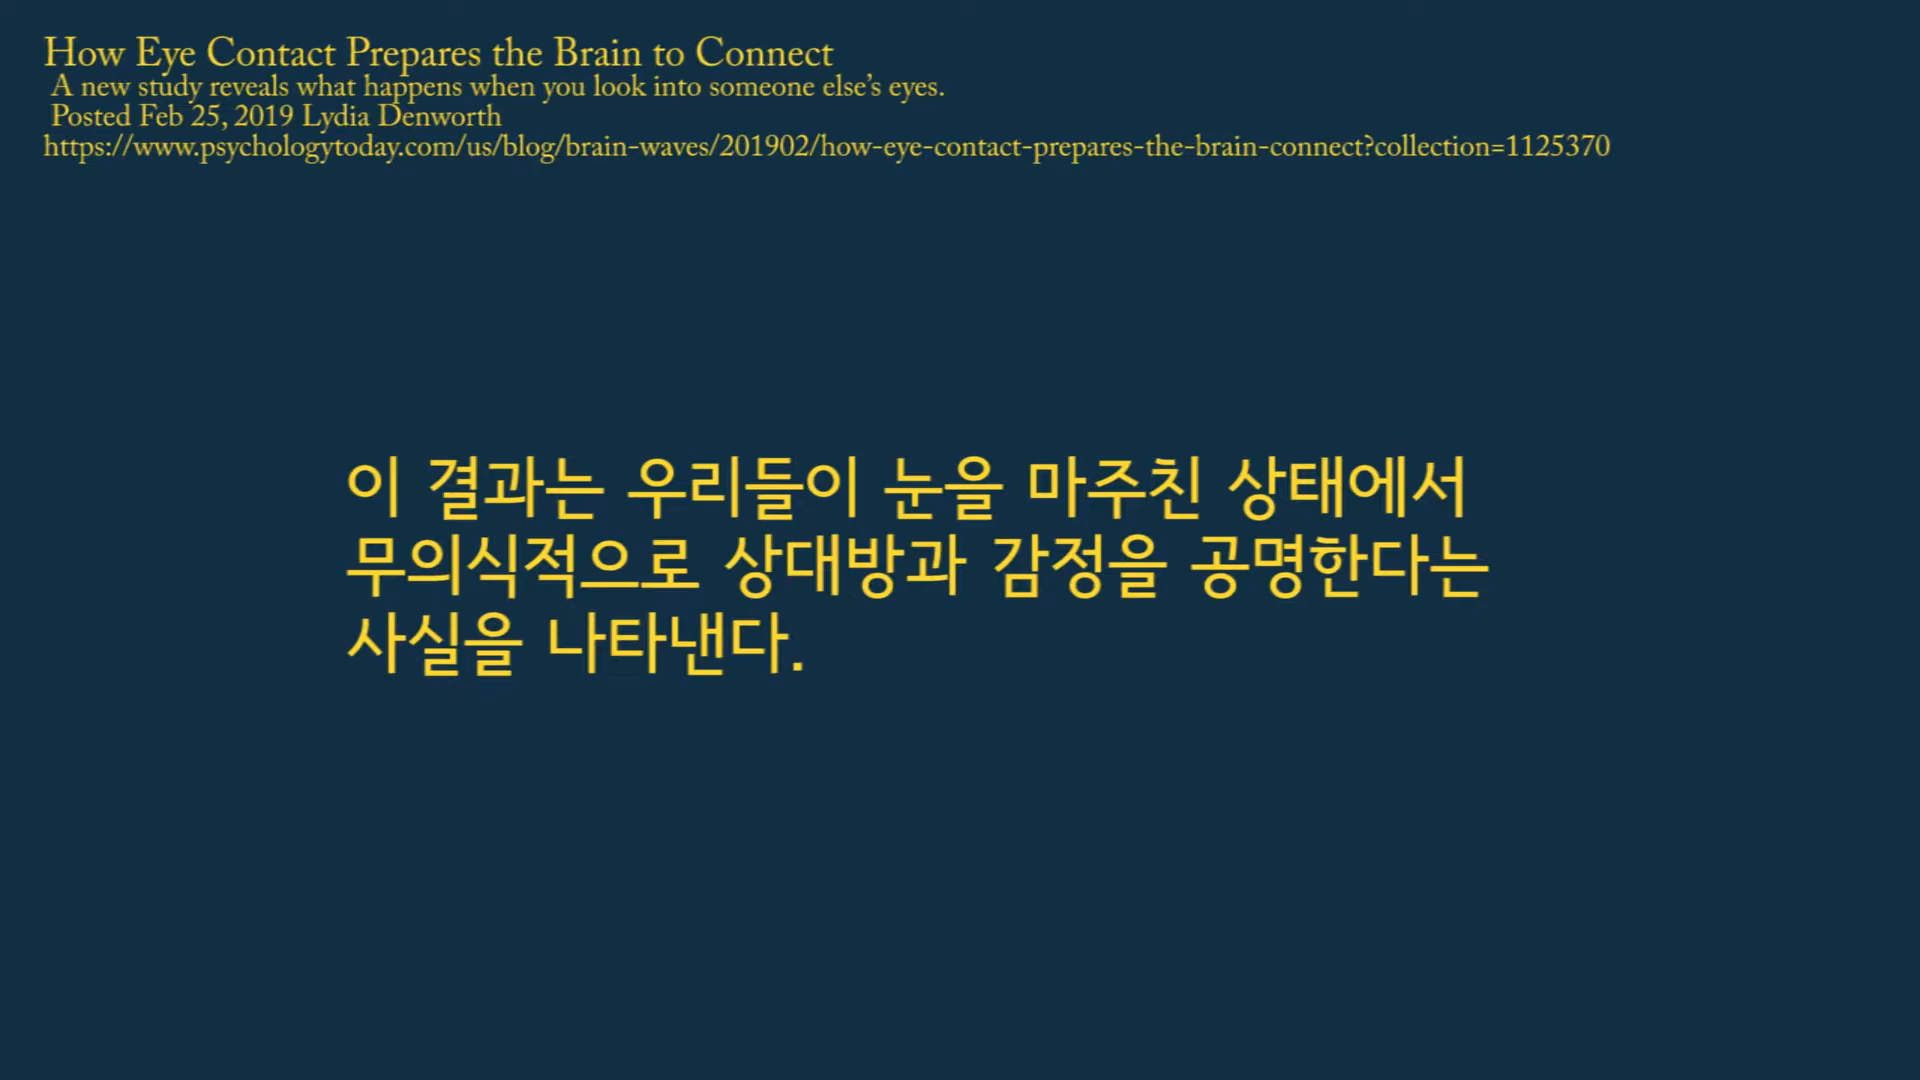 How Eye Contact Prepares the Brain to Connect
A new study reveals what happens when you look into someone else’s eyes.
Posted Feb 25, 2019 Lydia Denworth
https://www.psychologytoday.com/us/blog/brain-waves/201902/how-eye-contact-prepares-the-brain-connect?collection=1125370
이 결과는 우리들이 눈을 마주친 상태에서
무의식적으로 상대방과 감정을 공명한다는
사실을 나타낸다.